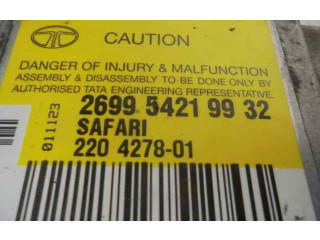 CAUTION
DANGER OF INJURY & MALFUNCTION
ASSEMBLY & DISASSEMBLY TO BE DONE ONLY BY
AUTHORISED TATA ENGINEERING REPRESENTATIVE.
2699 5421 99 32
SAFARI
220 4278-01
011123